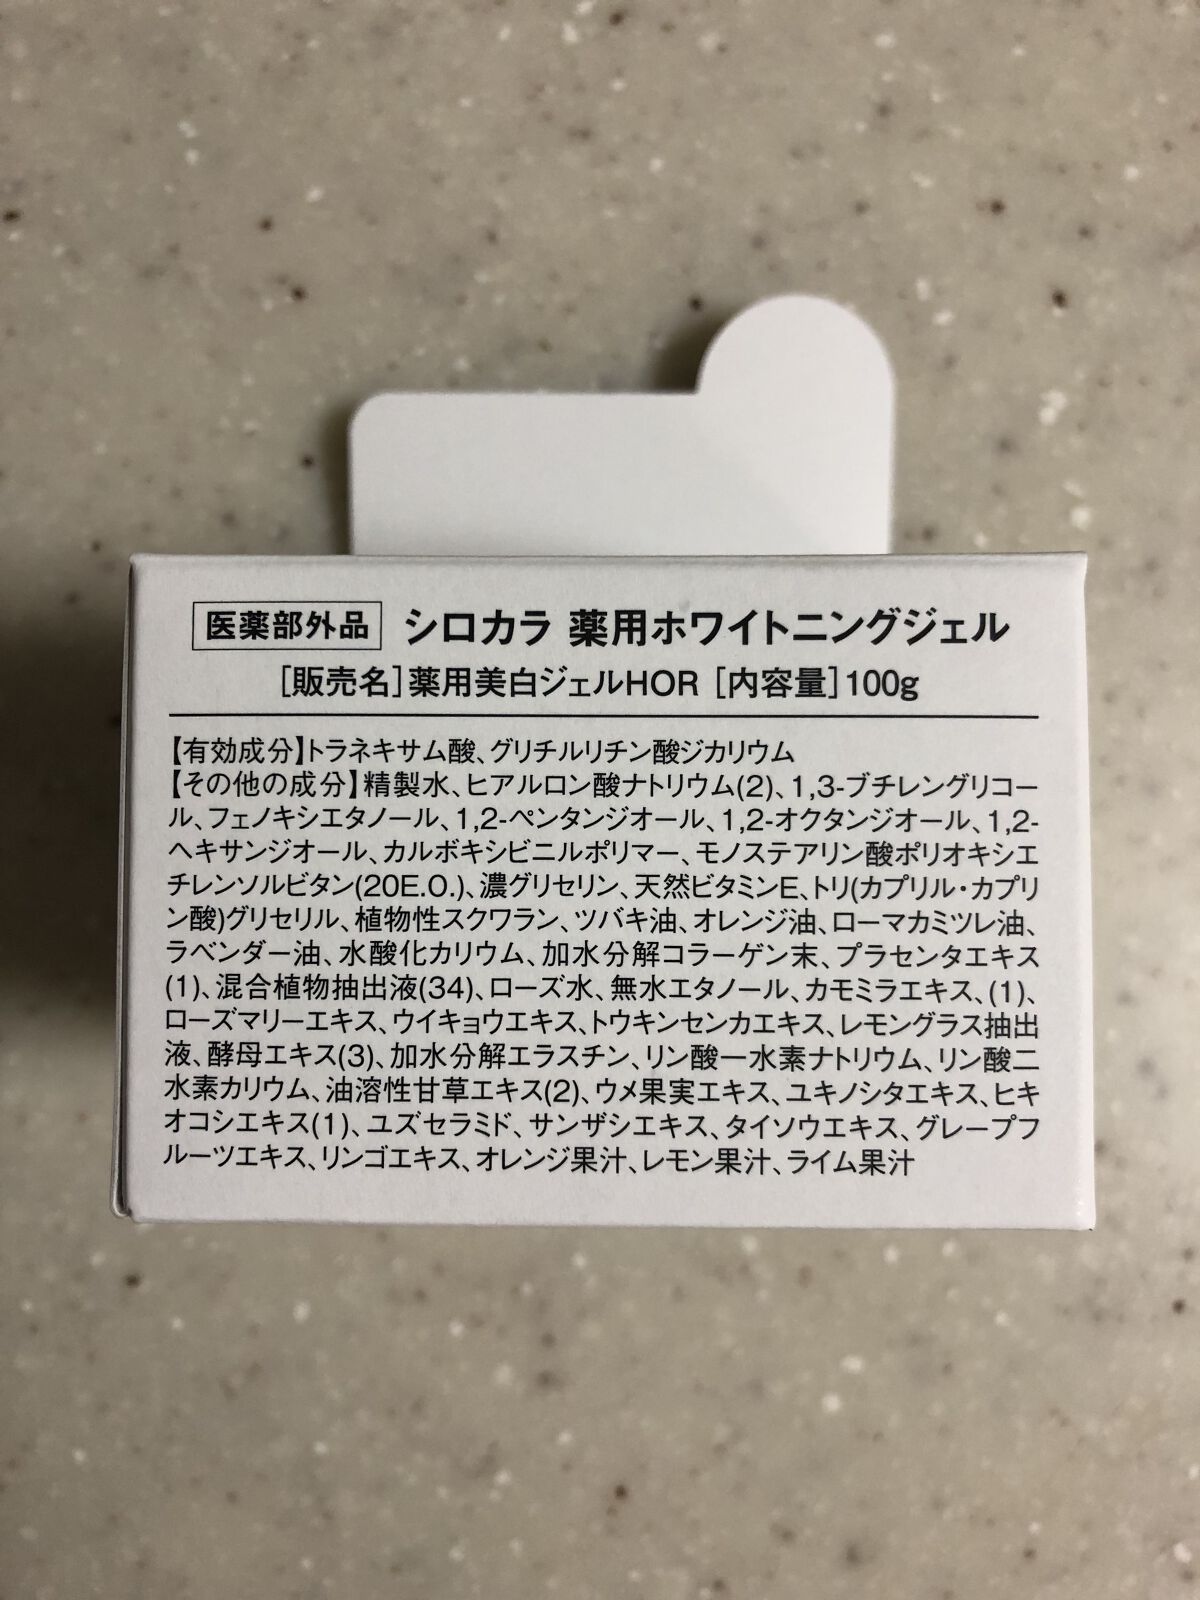 医薬部外品 シロカラ 薬用ホワイトニングジェル
[販売名]薬用美白ジェルHOR [内容量]100g
【有効成分】トラネキサム酸、グリチルリチン酸ジカリウム
【その他の成分】精製水、ヒアルロン酸ナトリウム(2)、1,3-ブチレングリコー
ル、フェノキシエタノール、1,2-ペンタンジオール、1,2-オクタンジオール、1,2-
ヘキサンジオール、カルボキシビニルポリマー、モノステアリン酸ポリオキシエ
チレンソルビタン(20E.O.)、濃グリセリン、天然ビタミンE、トリ(カプリル・カプリ
ン酸)グリセリル、植物性スクワラン、ツバキ油、オレンジ油、ローマカミツレ油、
ラベンダー油、水酸化カリウム、加水分解コラーゲン末、プラセンタエキス
(1)、混合植物抽出液(34)、ローズ水、無水エタノール、カモミラエキス、(1)、
ローズマリーエキス、ウイキョウエキス、トウキンセンカエキス、レモングラス抽出
液、酵母エキス(3)、加水分解エラスチン、リン酸一水素ナトリウム、リン酸二
水素カリウム、油溶性甘草エキス(2)、ウメ果実エキス、ユキノシタエキス、ヒキ
オコシエキス(1)、ユズセラミド、サンザシエキス、タイソウエキス、グレープフ
ルーツエキス、リンゴエキス、オレンジ果汁、レモン果汁、ライム果汁